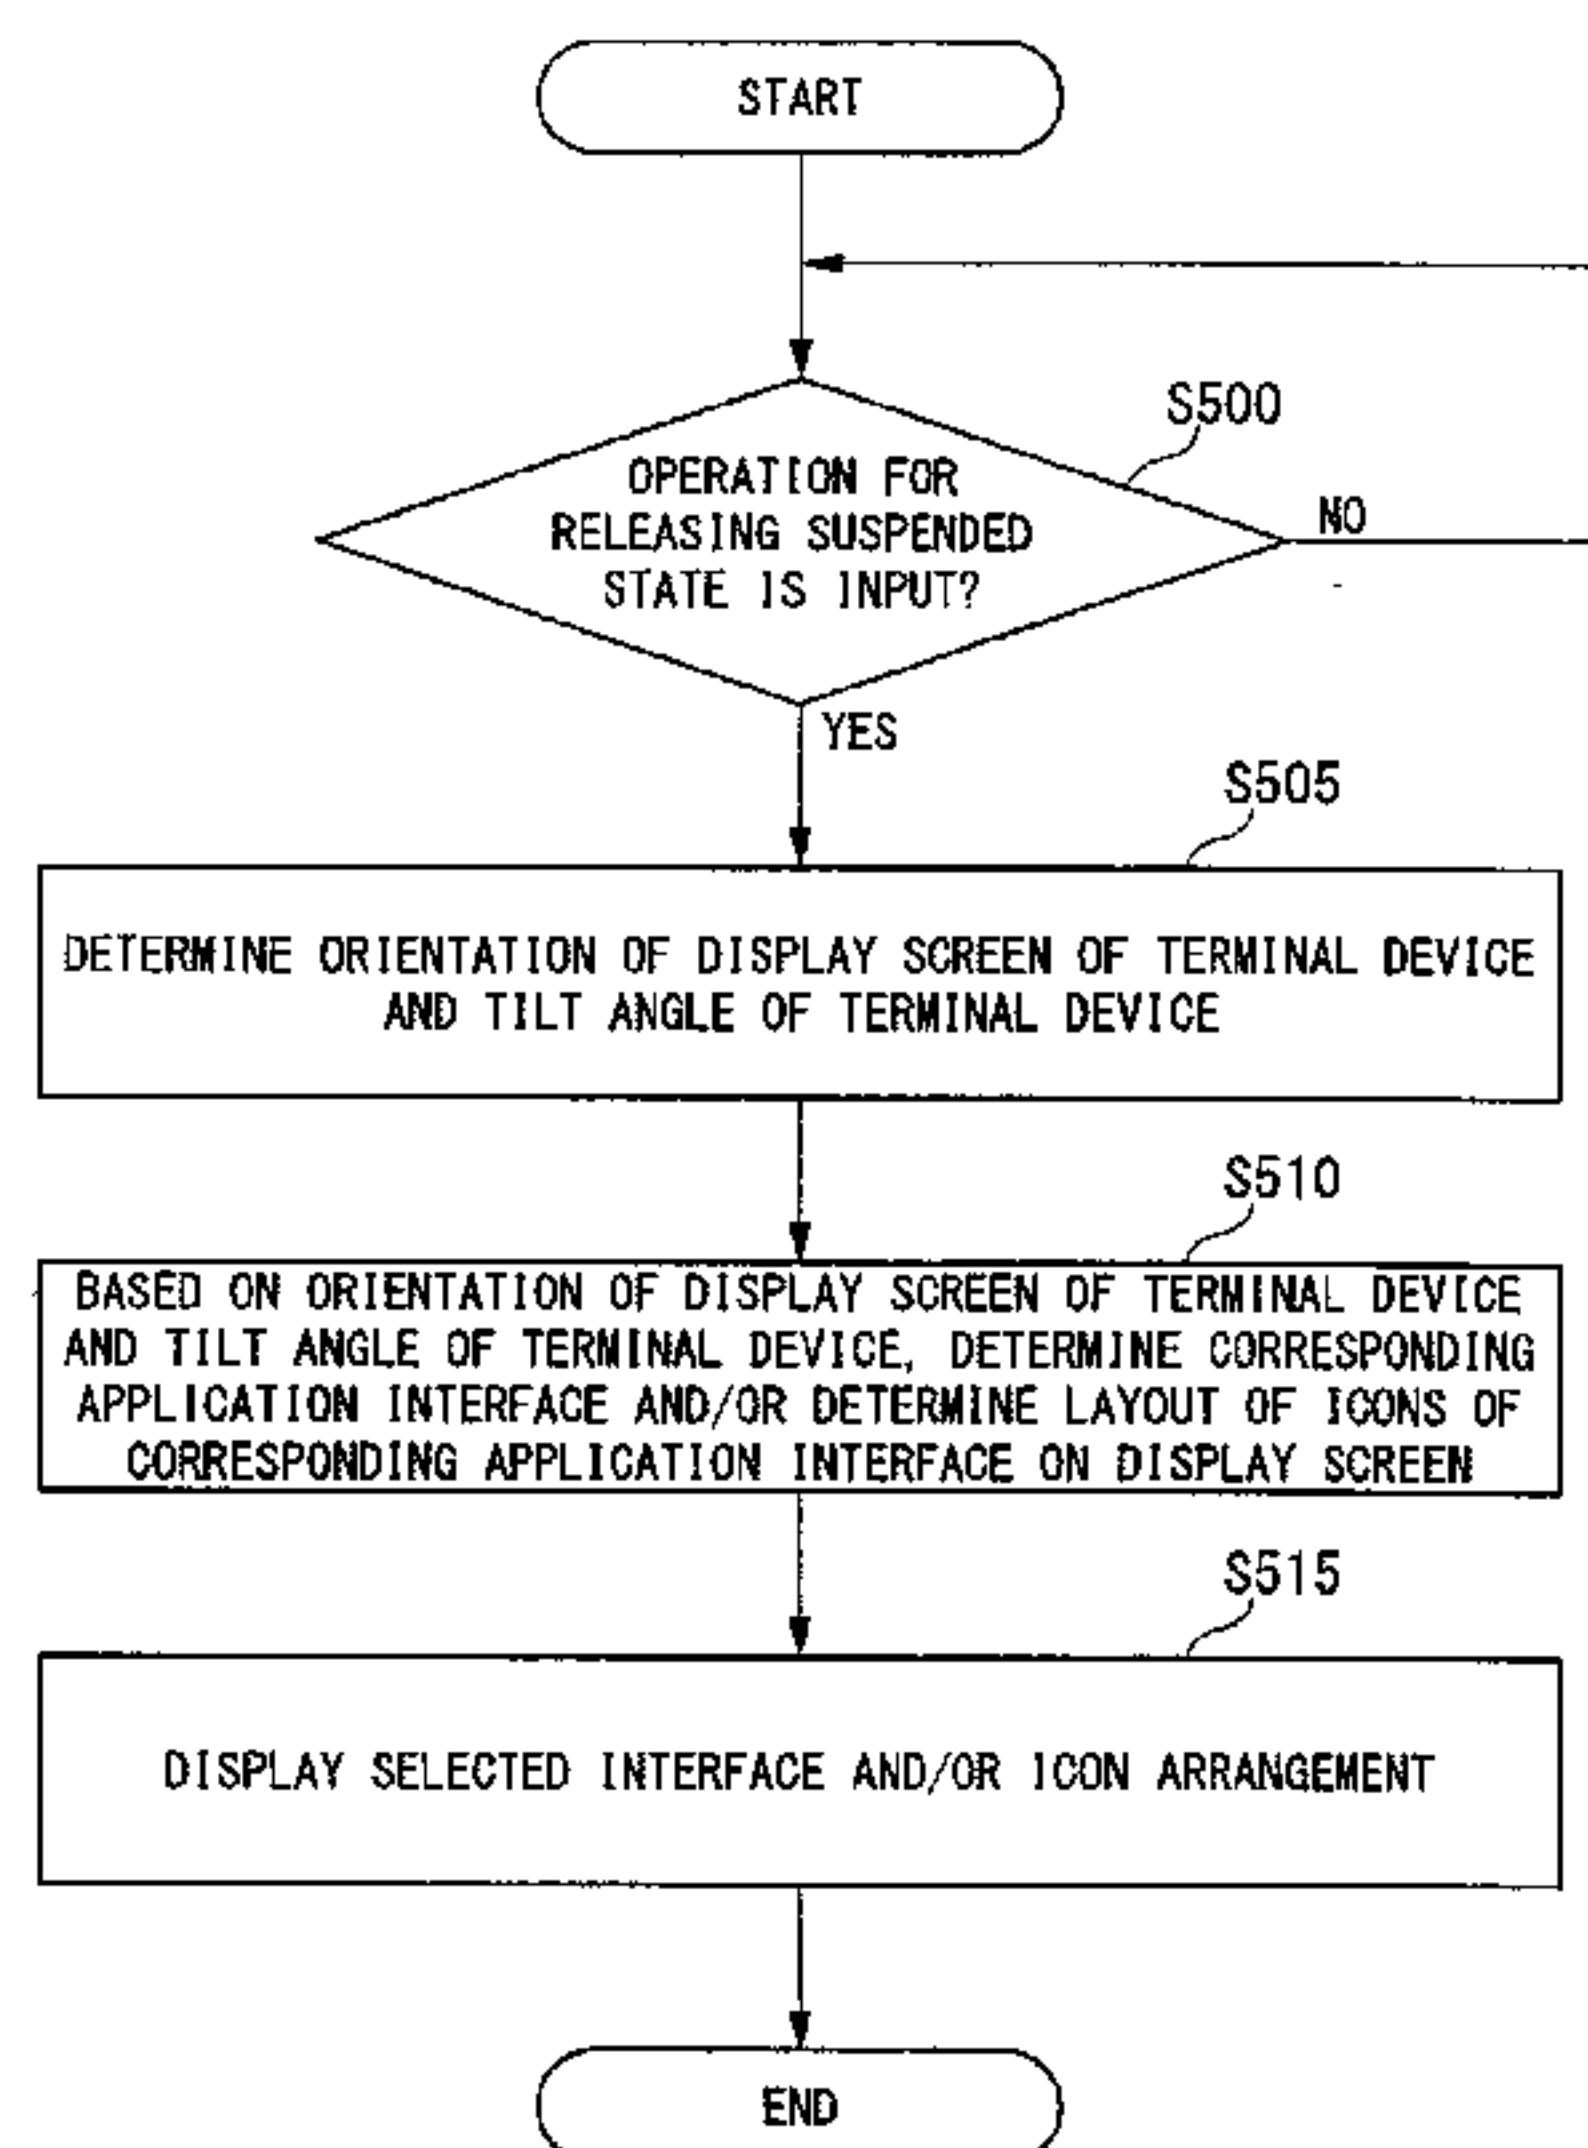 START
S500
OPERATION FOR
RELEASING SUSPENDED
STATE IS INPUT?
NO
YES
S505
DETERMINE ORIENTATION OF DISPLAY SCREEN OF TERMINAL DEVICE
AND TILT ANGLE OF TERMINAL DEVICE
S510
BASED ON ORIENTATION OF DISPLAY SCREEN OF TERMINAL DEVICE
AND TILT ANGLE OF TERMINAL DEVICE, DETERMINE CORRESPONDING
APPLICATION INTERFACE AND/OR DETERMINE LAYOUT OF ICONS OF
CORRESPONDING APPLICATION INTERFACE ON DISPLAY SCREEN
S515
DISPLAY SELECTED INTERFACE AND/OR ICON ARRANGEMENT
END